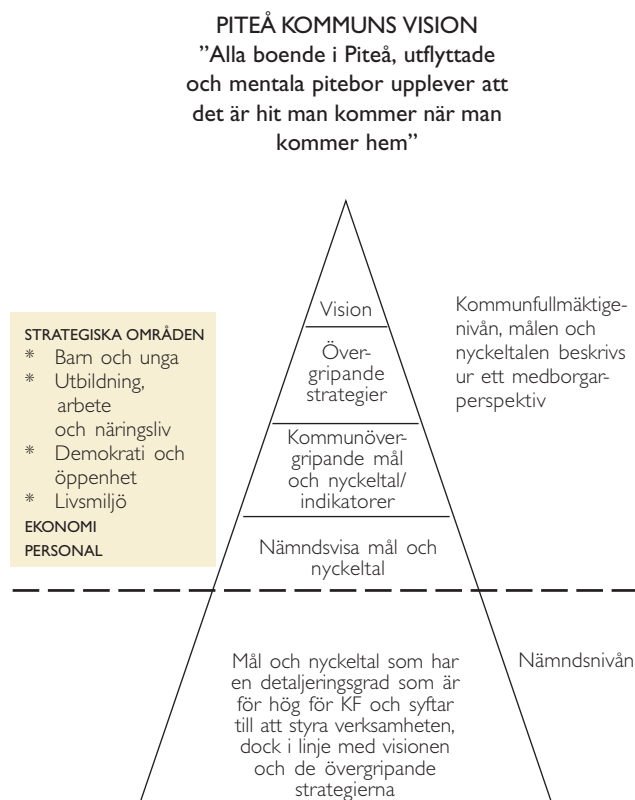 PITEÅ KOMMUNS VISION
”Alla boende i Piteå, utflyttade
och mentala pitebor upplever att
det är hit man kommer när man
kommer hem”
STRATEGISKA OMRÅDEN
* Barn och unga
* Utbildning,
arbete
och näringsliv
* Demokrati och
öppenhet
* Livsmiljö
EKONOMI
PERSONAL
Vision
Över-
gripande
strategier
Kommunöver-
gripande mål
och nyckeltal/
indikatorer
Nämndsvisa mål och
nyckeltal
Kommunfullmäktige-
nivån, målen och
nyckeltalen beskrivs
ur ett medborgar-
perspektiv
Mål och nyckeltal som har
en detaljeringsgrad som är
för hög för KF och syftar
till att styra verksamheten,
dock i linje med visionen
och de övergripande
strategierna
Nämndsnivån